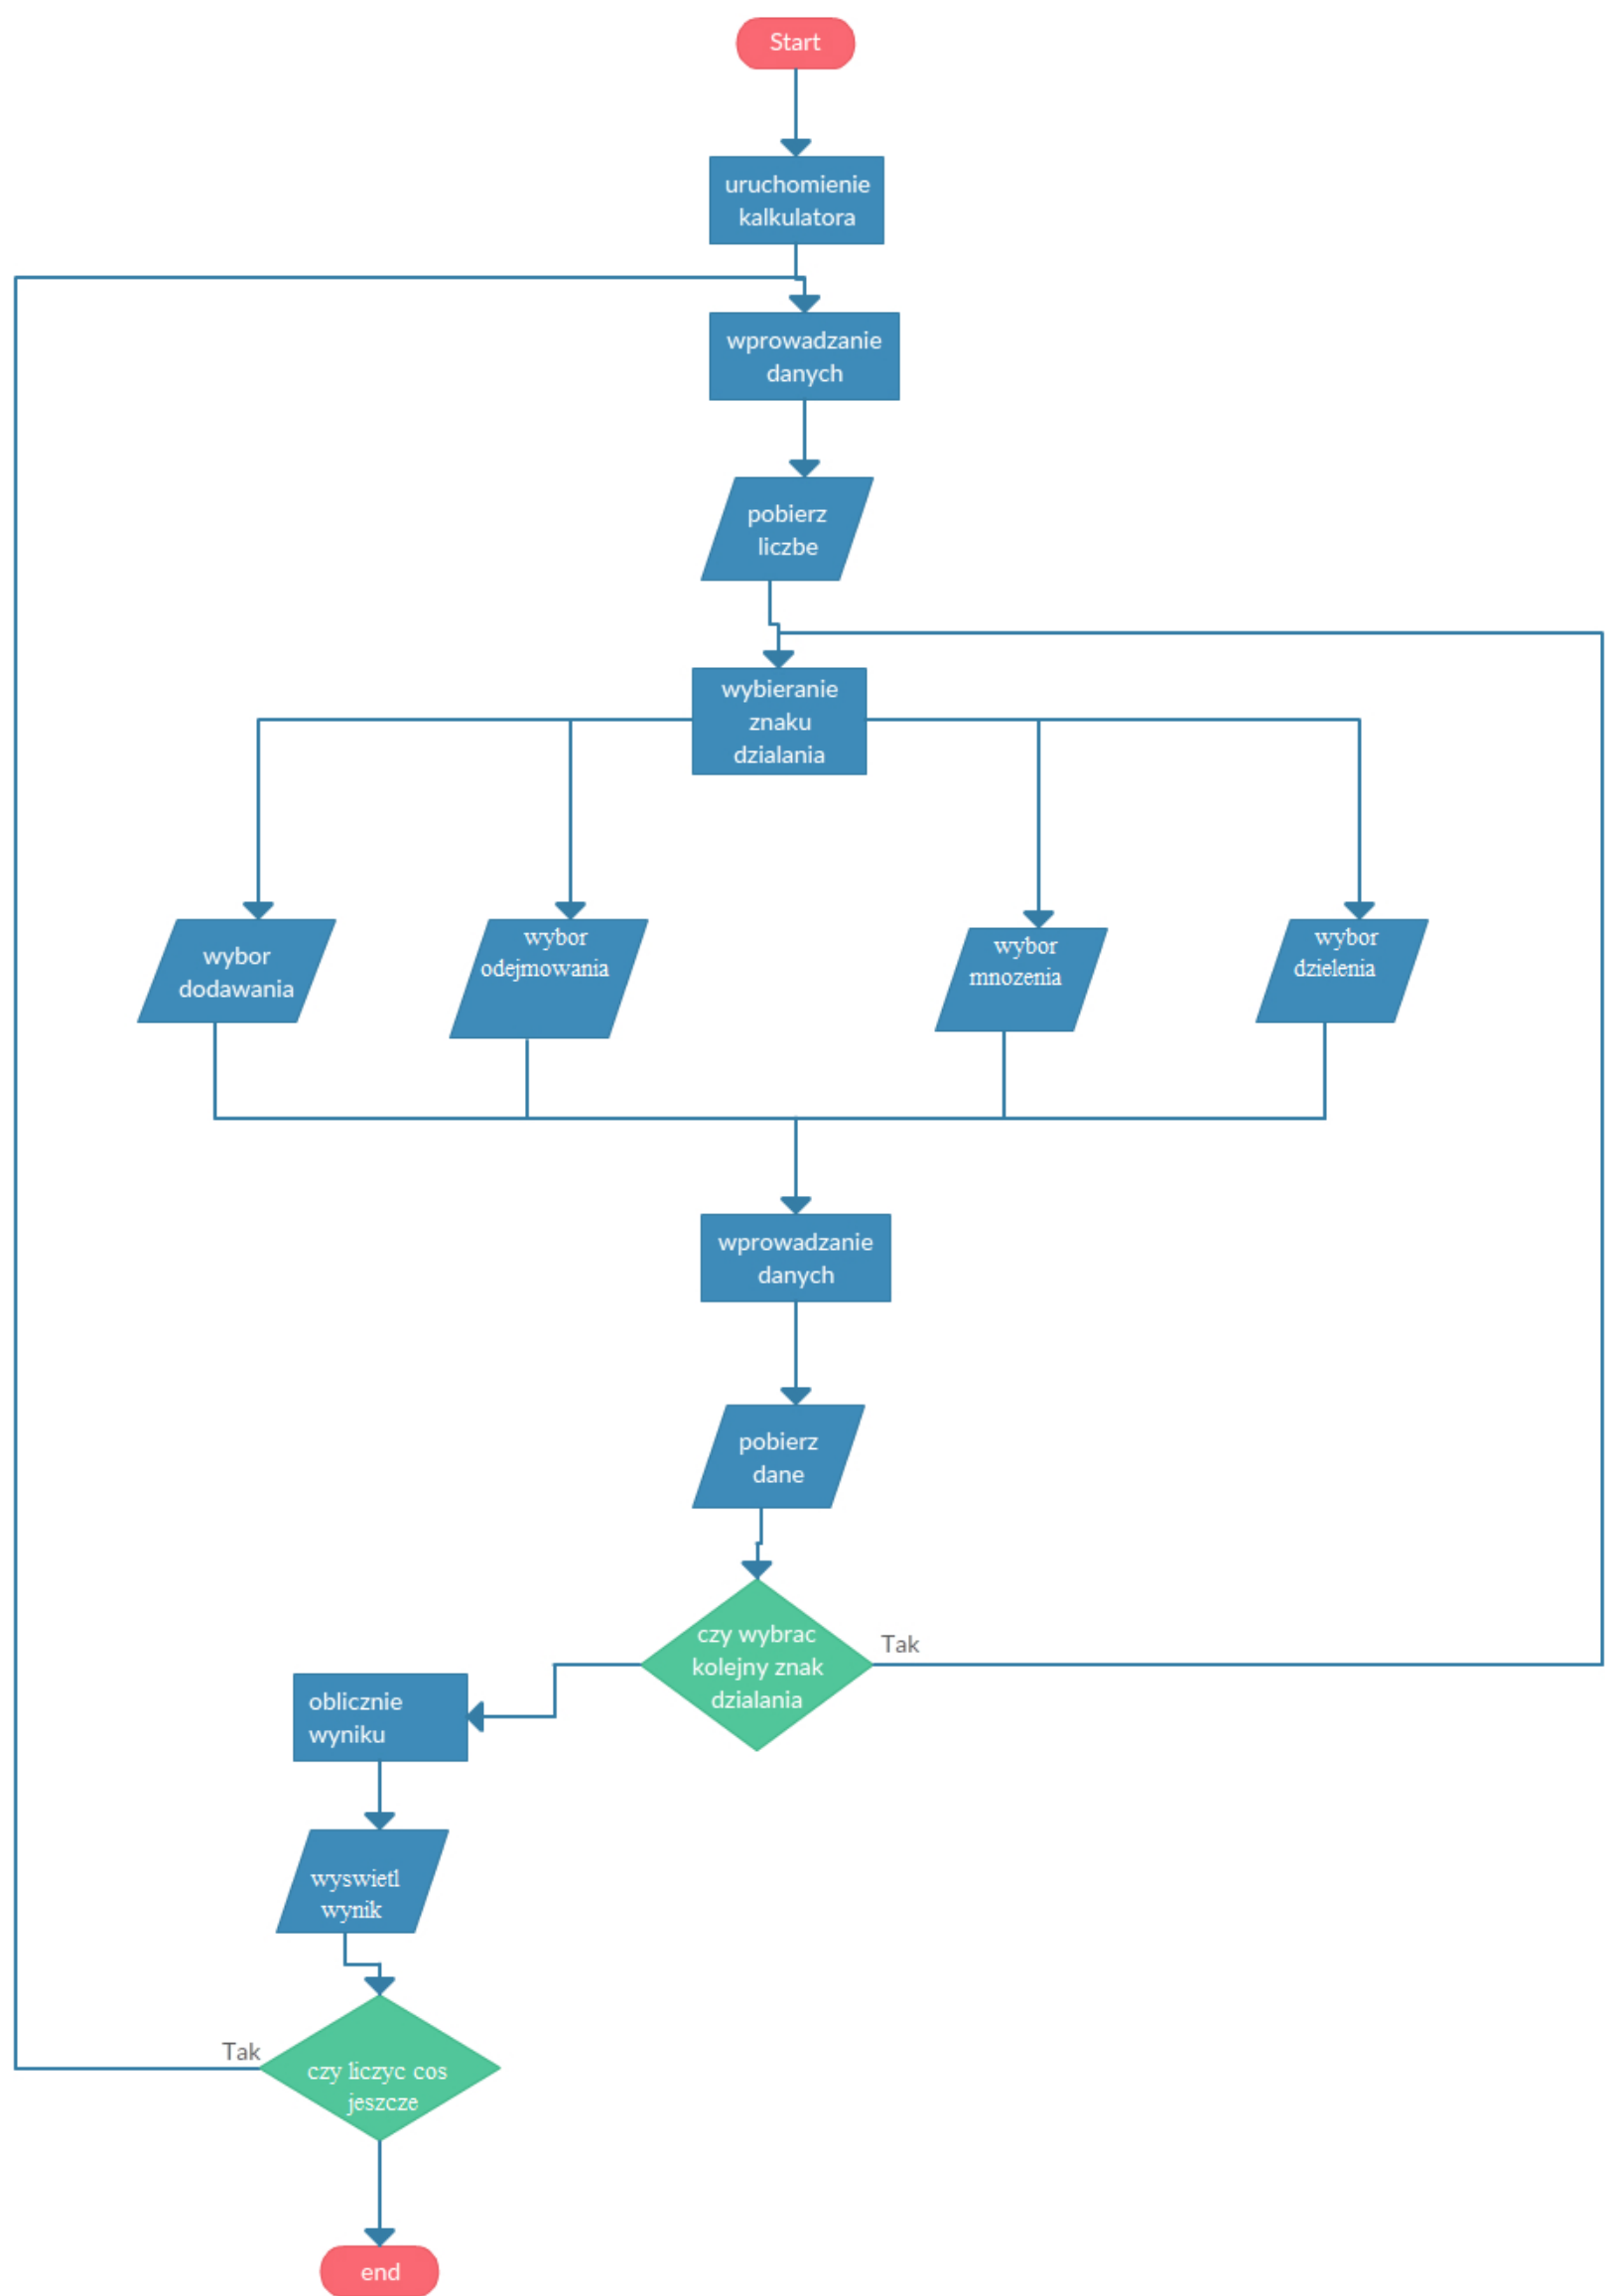 Start
uruchomienie
kalkulatora
wprowadzanie
danych
pobierz
liczbe
wybieranie
znaku
dzialania
wybor
dodawania
wybor
odejmowania
wybor
mnozenia
wybor
dzielenia
wprowadzanie
danych
pobierz
dane
czy wybrac
kolejny znak
dzialania
Tak
oblicznie
wyniku
wyswietl
wynik
Tak
czy liczyc cos
jeszcze
end